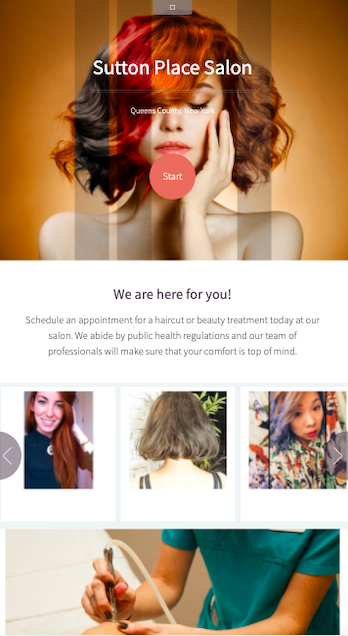 Sutton Place Salon
Queens County, New York
Start
We are here for you!
Schedule an appointment for a haircut or beauty treatment today at our
salon. We abide by public health regulations and our team of
professionals will make sure that your comfort is top of mind.